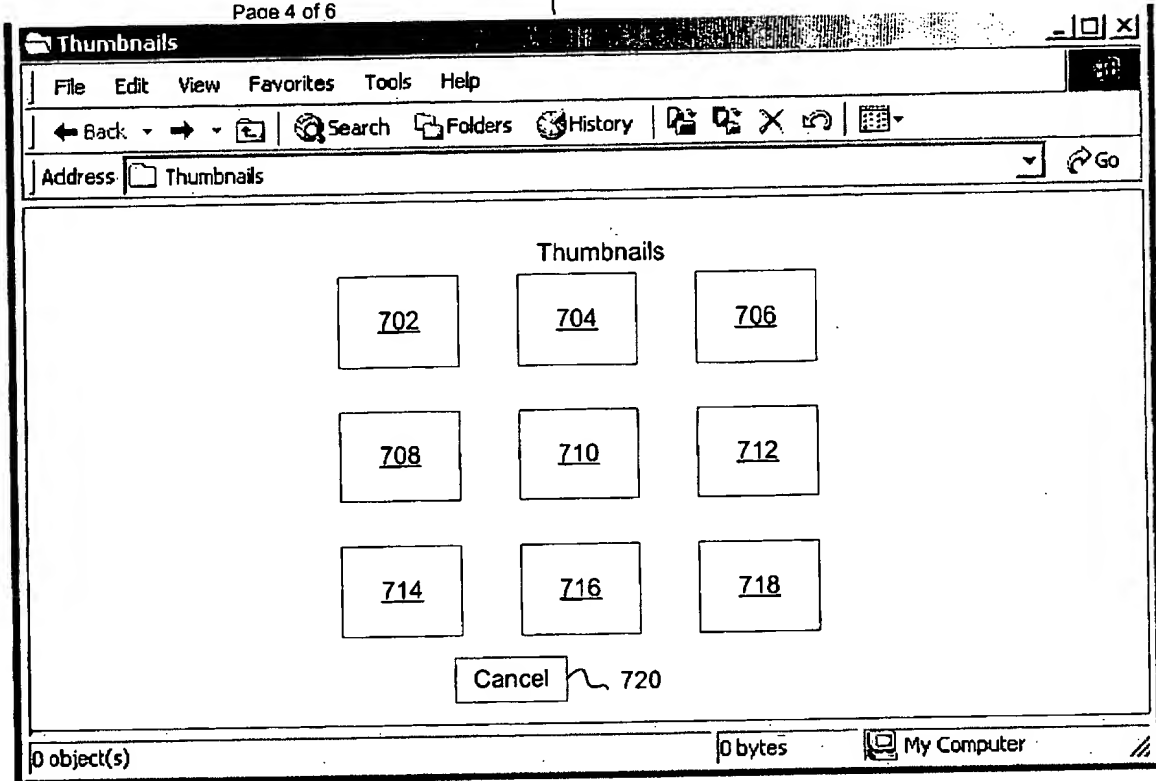 Page 4 of 6
Thumbnails
File Edit View Favorites Tools Help
Back Search Folders History
Address Thumbnails Go
Thumbnails
702 704 706
708 710 712
714 716 718
Cancel 720
0 object(s) 0 bytes My Computer